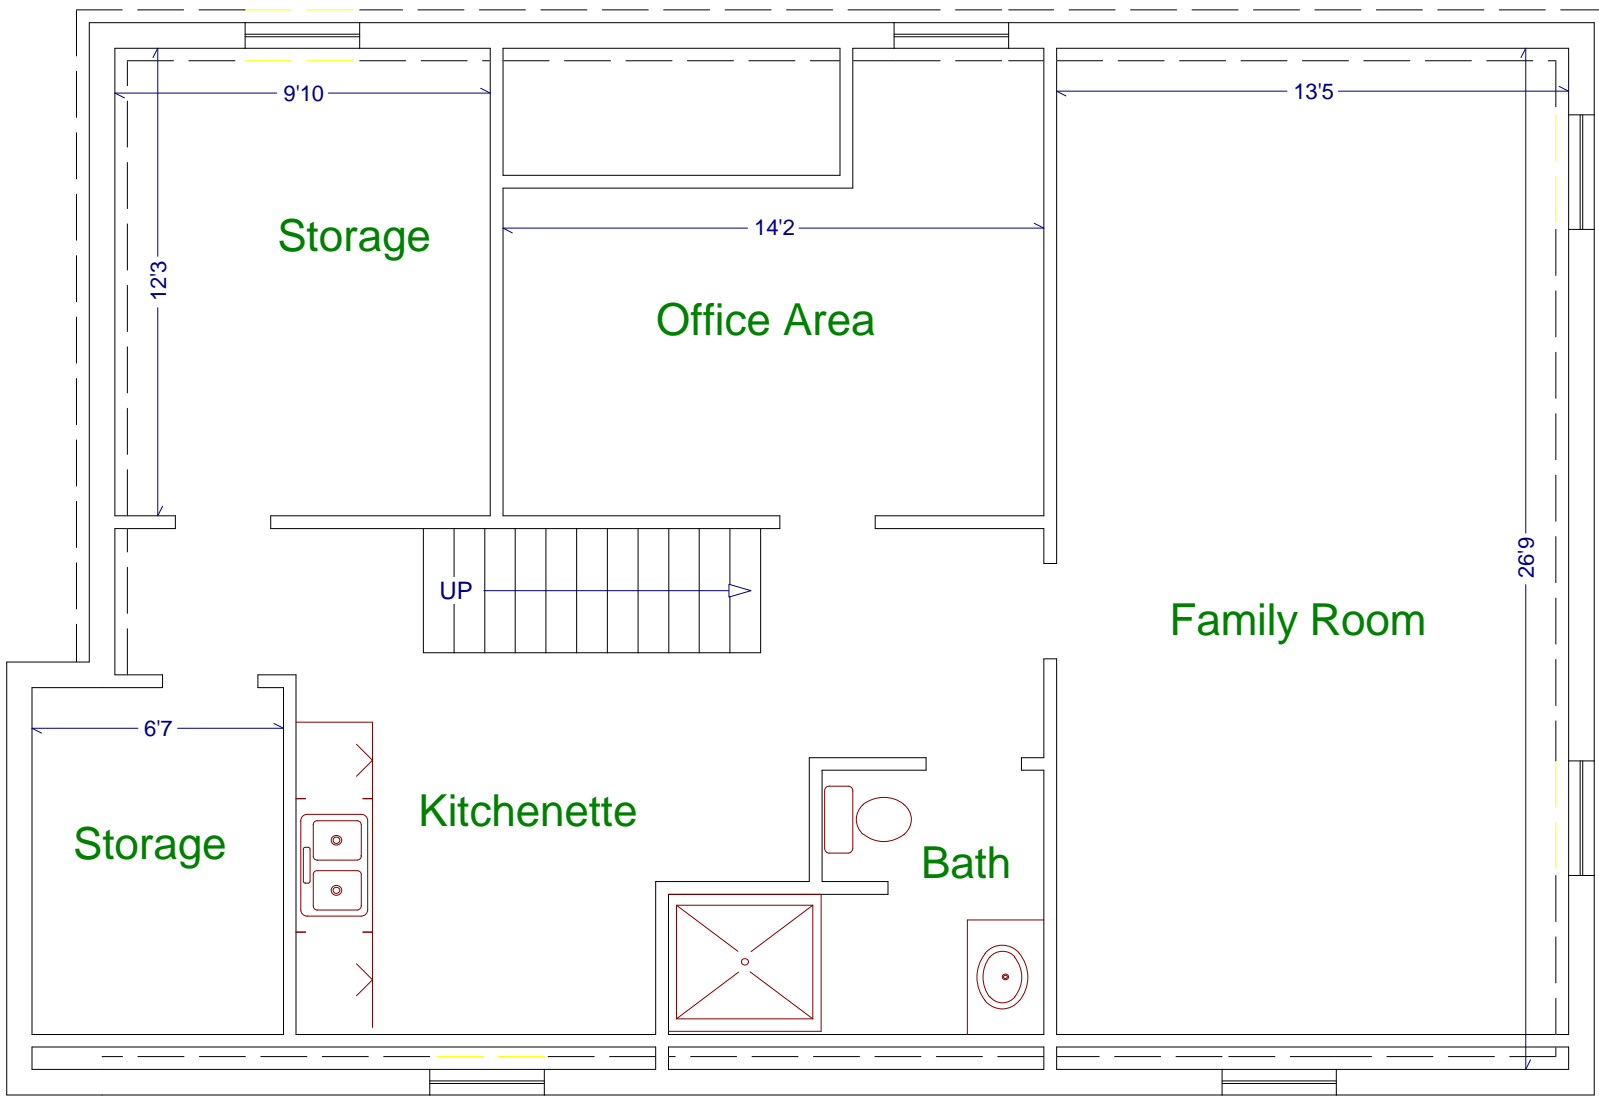 9'10
13'5
14'2
Storage
12'3
Office Area
26'9
UP
Family Room
6'7
Kitchenette
Storage
Bath